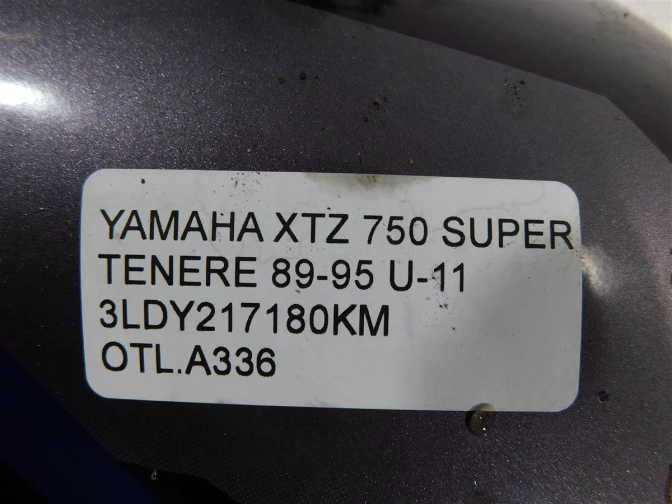 YAMAHA XTZ 750 SUPER
TENERE 89-95 U-11
3LDY217180KM
OTL.A336